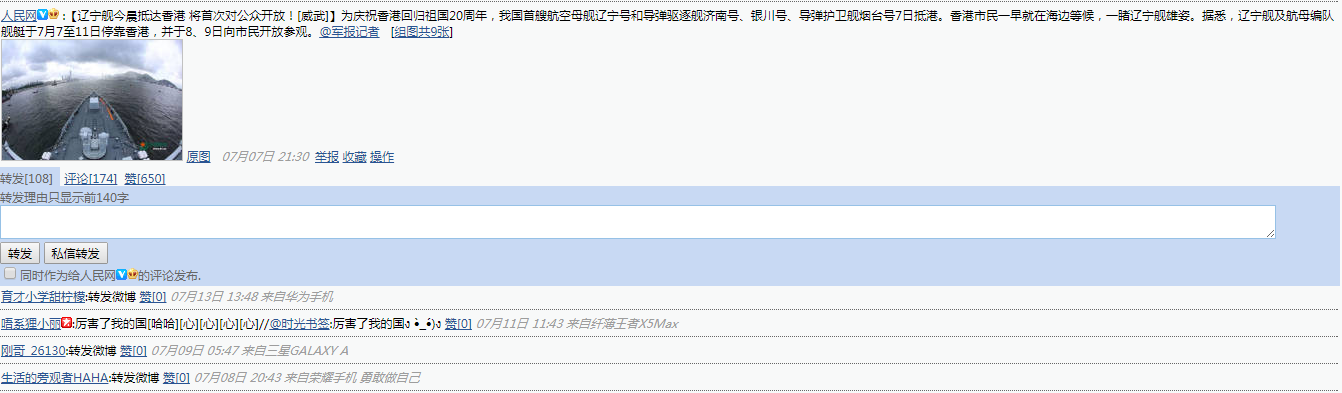 人民网:【辽宁舰今晨抵达香港 将首次对公众开放！[威武]】为庆祝香港回归祖国20周年，我国首艘航空母舰辽宁号和导弹驱逐舰济南号、银川号、导弹护卫舰烟台号7日抵港。香港市民一早就在海边等候，一睹辽宁舰雄姿。据悉，辽宁舰及航母编队
舰艇于7月7至11日停靠香港，并于8、9日向市民开放参观。@军报记者 [组图共9张]
原图 07月07日 21:30 举报 收藏 操作
转发[108] 评论[174] 赞[650]
转发理由只显示前140字
转发 私信转发
同时作为给人民网的评论发布.
育才小学甜柠檬:转发微博 赞[0] 07月13日 13:48 来自华为手机
唔系狸小丽:厉害了我的国[哈哈][心][心][心][心]//@时光书签:厉害了我的国ง •̀_•́)ง 赞[0] 07月11日 11:43 来自纤薄王者X5Max
刚哥_26130:转发微博 赞[0] 07月09日 05:47 来自三星GALAXY A
生活的旁观者HAHA:转发微博 赞[0] 07月08日 20:43 来自荣耀手机 勇敢做自己